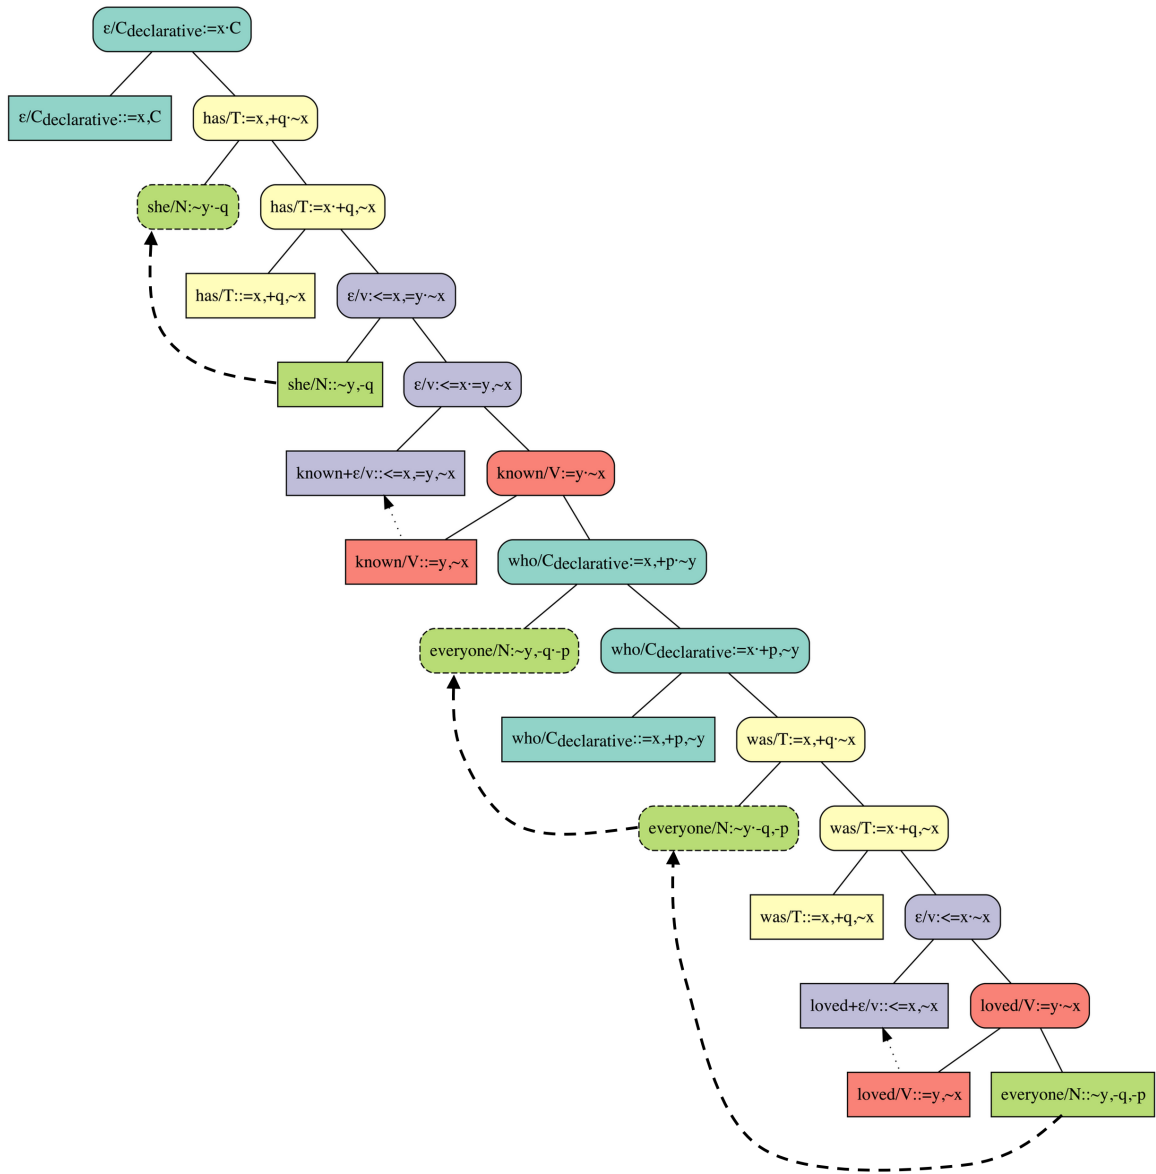 ε/Cdeclarative:=x·C
ε/Cdeclarative::=x,C
has/T:=x,+q·~x
she/N:~y·-q
has/T:=x·+q,~x
has/T::=x,+q,~x
ε/v:<=x,=y·~x
she/N::~y,-q
ε/v:<=x·=y,~x
known+ε/v::<=x,=y,~x
known/V:=y·~x
known/V::=y,~x
who/Cdeclarative:=x,+p·~y
everyone/N:~y,-q·-p
who/Cdeclarative:=x·+p,~y
who/Cdeclarative::=x,+p,~y
was/T:=x,+q·~x
everyone/N:~y·-q,-p
was/T:=x·+q,~x
was/T::=x,+q,~x
ε/v:<=x·~x
loved+ε/v::<=x,~x
loved/V:=y·~x
loved/V::=y,~x
everyone/N::~y,-q,-p